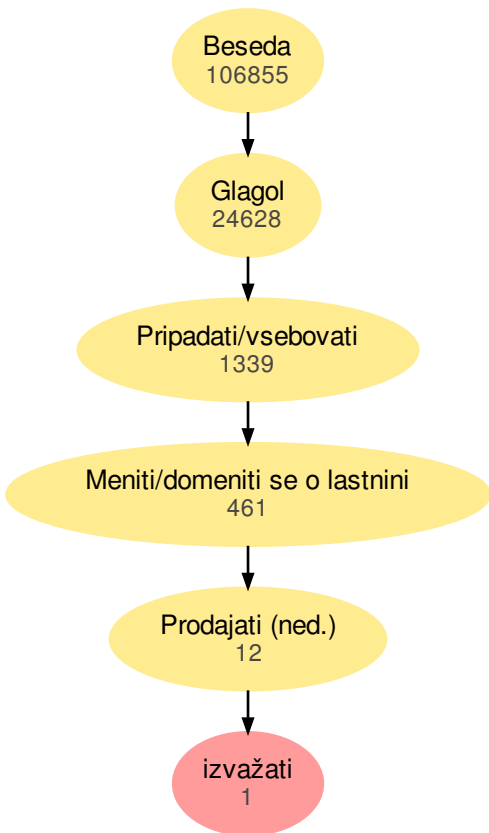 Beseda
106855
Glagol
24628
Pripadati/vsebovati
1339
Meniti/domeniti se o lastnini
461
Prodajati (ned.)
12
izvažati
1